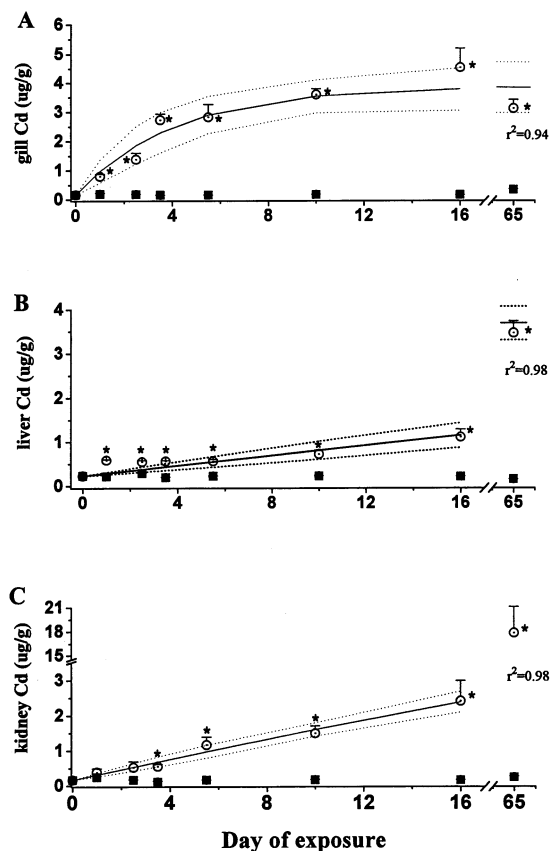 A
gill Cd (ug/g)
6
5
4
3
2
1
0
* * * * * * *
r²=0.94
0 4 8 12 16 65
B
liver Cd (ug/g)
4
3
2
1
0
* * * * * * *
r²=0.98
0 4 8 12 16 65
C
kidney Cd (ug/g)
21
18
15
3
2
1
0
* * * * *
r²=0.98
0 4 8 12 16 65
Day of exposure